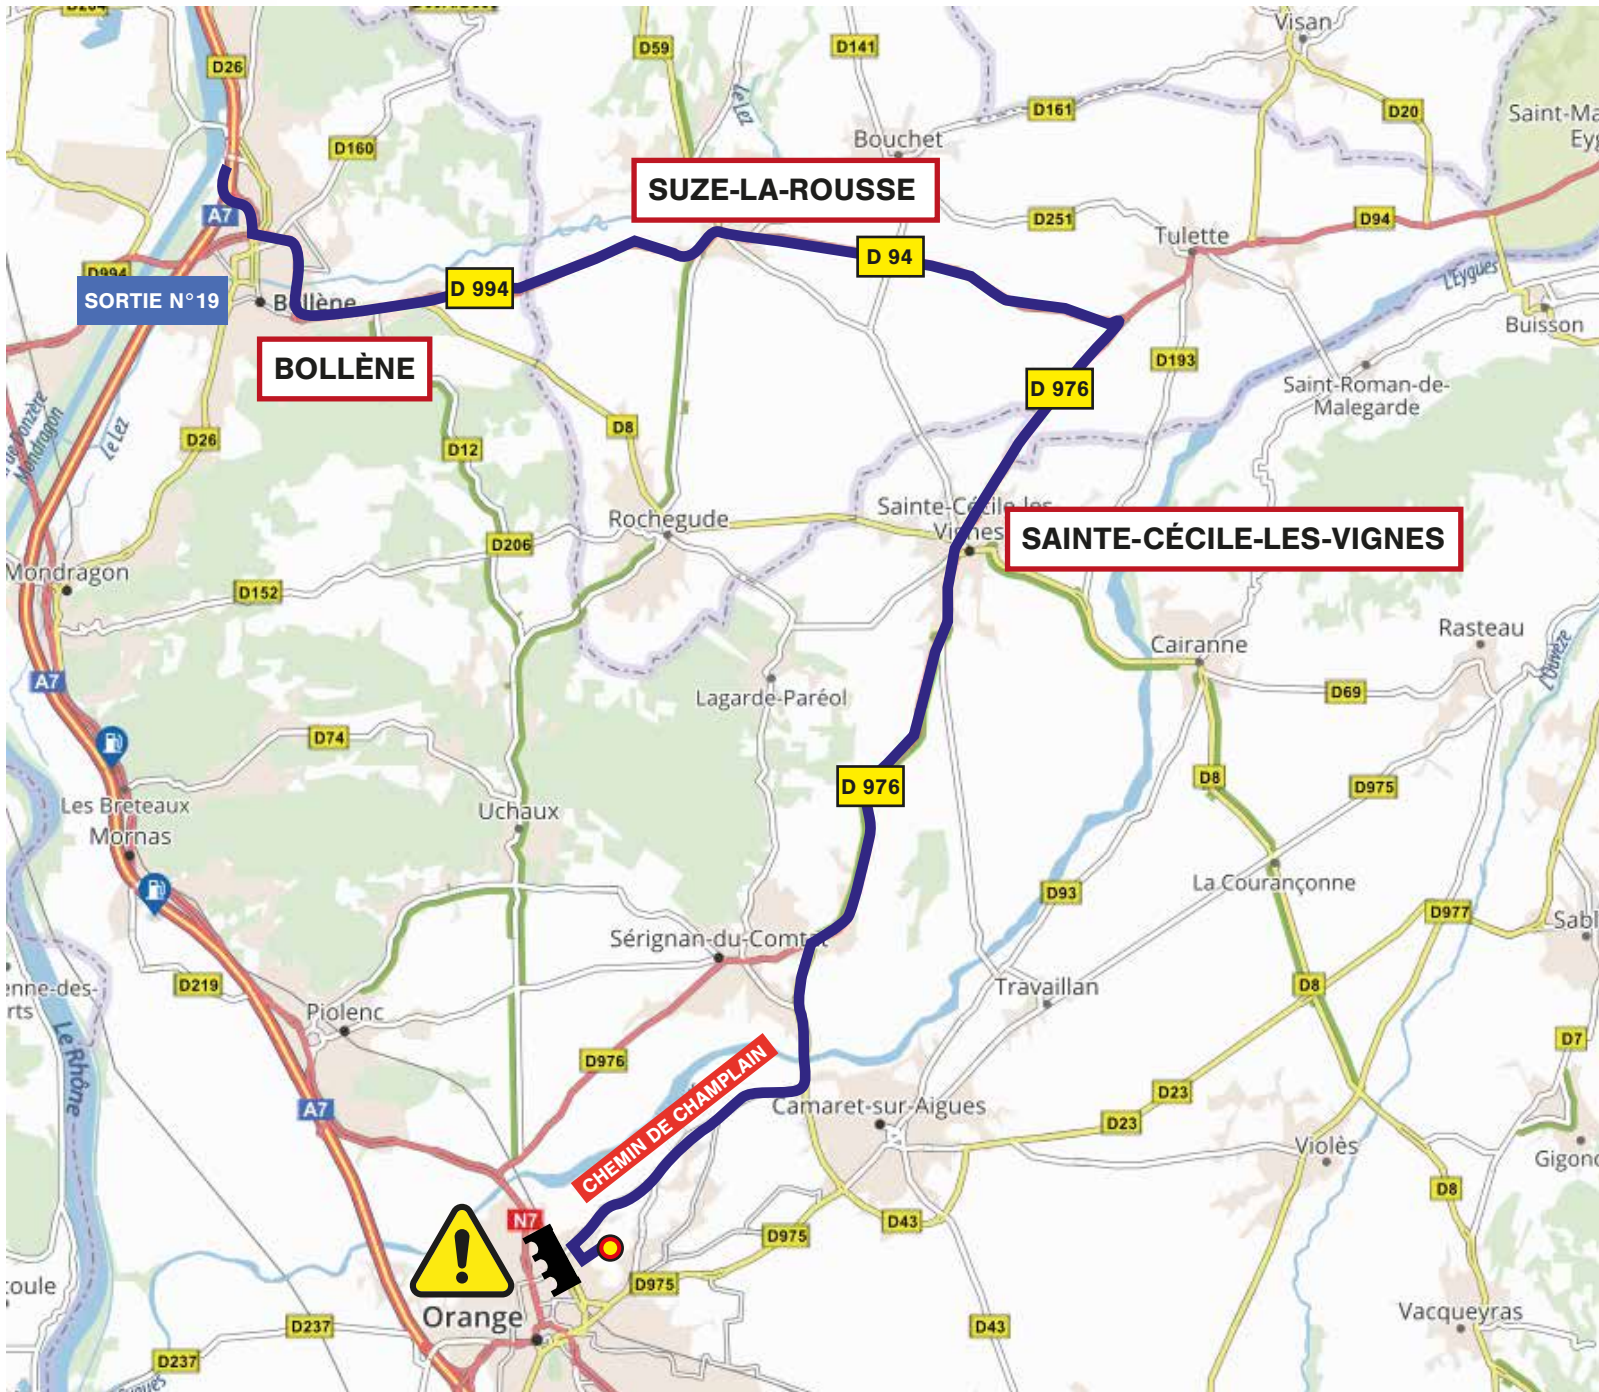 D26
D59
D141
Visan
D161
D20
Le Lez
Bouchet
D160
SUZE-LA-ROUSSE
A7
D251
D94
Tulette
D 94
D994
SORTIE N°19
D 994
L'Eygues
Bollène
Buisson
BOLLÈNE
D193
D 976
Saint-Roman-de-
Malegarde
Mondragon
Le Lez
D26
D8
D12
Sainte-Cécile-les-
Vignes
Rochegude
SAINTE-CÉCILE-LES-VIGNES
D206
Mondragon
D152
Rasteau
Cairanne
L'Ouvèze
A7
Lagarde-Paréol
D69
D74
D8
D 976
D975
Les Breteaux
Uchaux
Mornas
La Courançonne
D93
D977
Sérignan-du-Comtat
D219
Travaillan
D8
Piolenc
Le Rhône
D976
D7
CHEMIN DE CHAMPLAIN
D23
A7
Camaret-sur-Aigues
D23
Violès
D8
N7
D43
D975
D975
Orange
D237
D43
Vacqueyras
D237